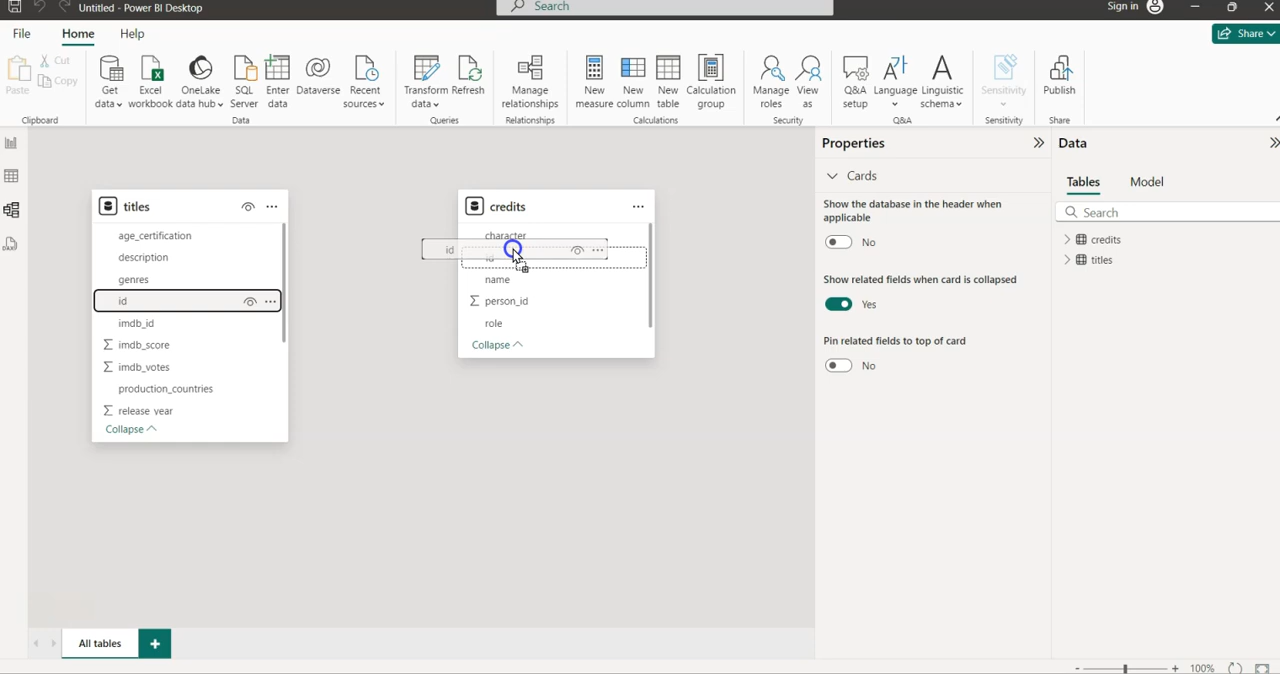 Untitled - Power BI Desktop
Search
Sign in
File
Home
Help
Share
Paste
Cut
Copy
Clipboard
Get data
Excel workbook
OneLake data hub
SQL Server
Enter data
Dataverse
Recent sources
Data
Transform data
Refresh
Queries
Manage relationships
Relationships
New measure
New column
New table
Calculation group
Calculations
Manage roles
View as
Security
Q&A setup
Language
Linguistic schema
Q&A
Sensitivity
Sensitivity
Publish
Share
titles
age_certification
description
genres
id
imdb_id
Σ imdb_score
Σ imdb_votes
production_countries
Σ release_year
Collapse
credits
character
id
id
name
Σ person_id
role
Collapse
Properties
Cards
Show the database in the header when
applicable
No
Show related fields when card is collapsed
Yes
Pin related fields to top of card
No
Data
Tables
Model
Search
credits
titles
All tables
+
- + 100%